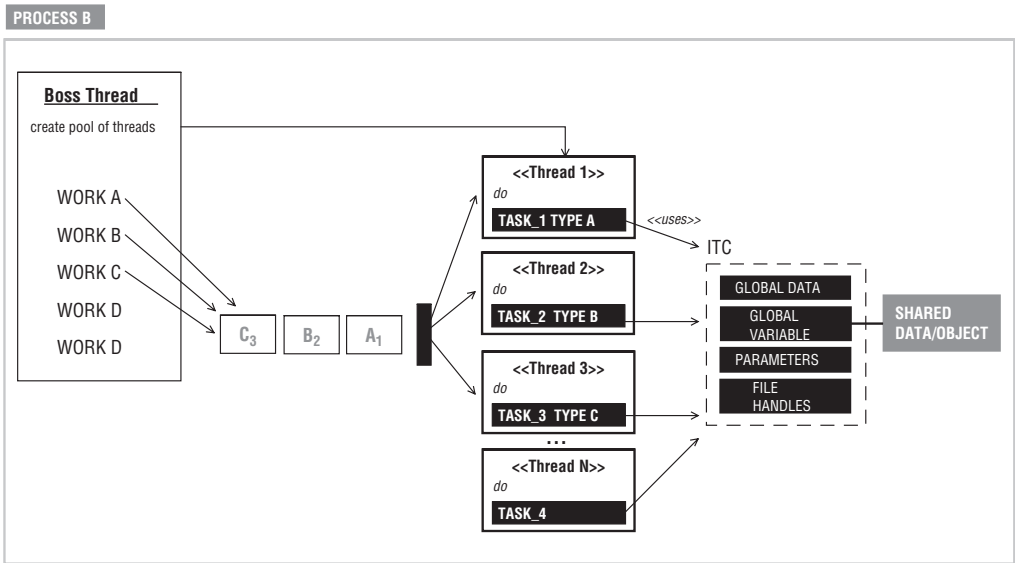 PROCESS B
Boss Thread
create pool of threads
WORK A
WORK B
WORK C
WORK D
WORK D
C3
B2
A1
<<Thread 1>>
do
TASK_1 TYPE A
<<Thread 2>>
do
TASK_2 TYPE B
<<Thread 3>>
do
TASK_3 TYPE C
...
<<Thread N>>
do
TASK_4
<<uses>>
ITC
GLOBAL DATA
GLOBAL
VARIABLE
PARAMETERS
FILE
HANDLES
SHARED
DATA/OBJECT